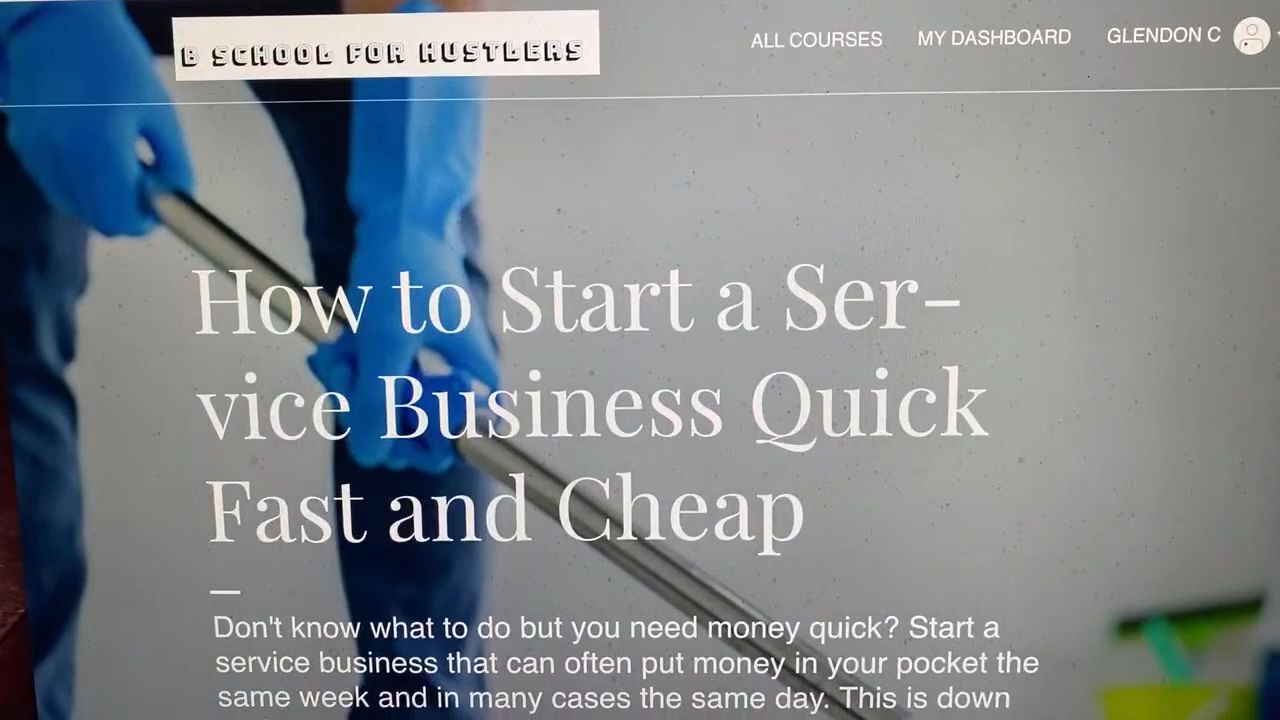 B SCHOOL FOR HUSTLERS
ALL COURSES MY DASHBOARD GLENDON C
How to Start a Ser-
vice Business Quick
Fast and Cheap
Don't know what to do but you need money quick? Start a
service business that can often put money in your pocket the
same week and in many cases the same day. This is down